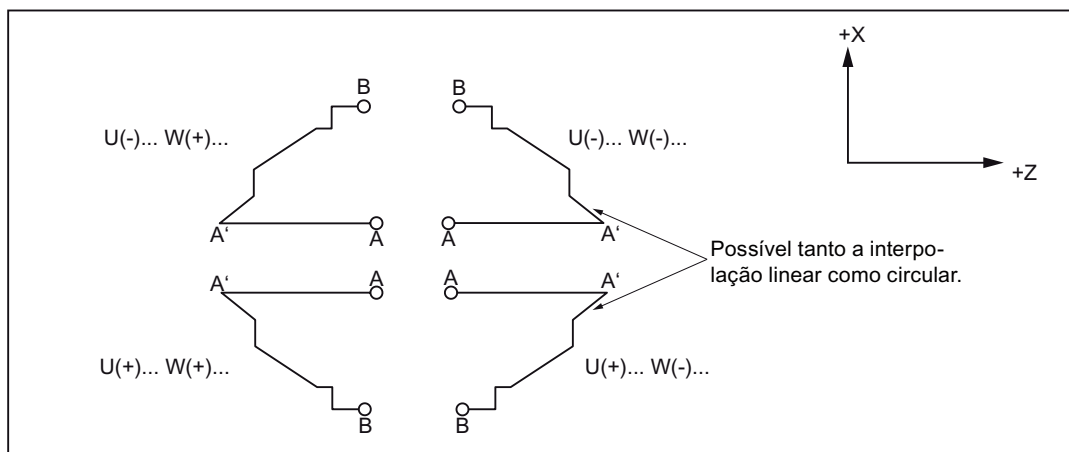 +X
B
B
U(-)... W(+)...
U(-)... W(-)...
+Z
A‘
A
A
A‘
Possível tanto a interpo-
lação linear como circular.
A‘
A
A
A‘
U(+)... W(+)...
U(+)... W(-)...
B
B